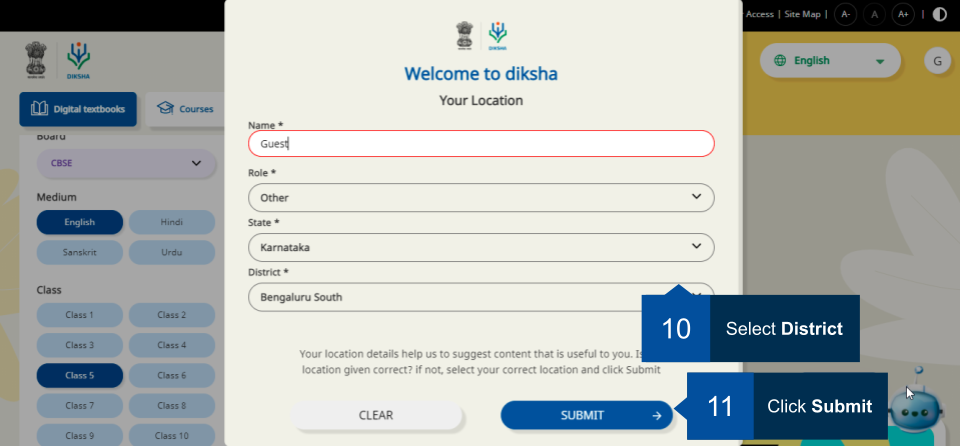 Access | Site Map | A- A A+ |
DIKSHA
DIKSHA
English
G
Digital textbooks
Courses
Board
CBSE
Medium
English
Hindi
Sanskrit
Urdu
Class
Class 1
Class 2
Class 3
Class 4
Class 5
Class 6
Class 7
Class 8
Class 9
Class 10
Welcome to diksha
Your Location
Name *
Guest
Role *
Other
State *
Karnataka
District *
Bengaluru South
Your location details help us to suggest content that is useful to you.
location given correct? if not, select your correct location and click Submit
CLEAR
SUBMIT
10 Select District
11 Click Submit